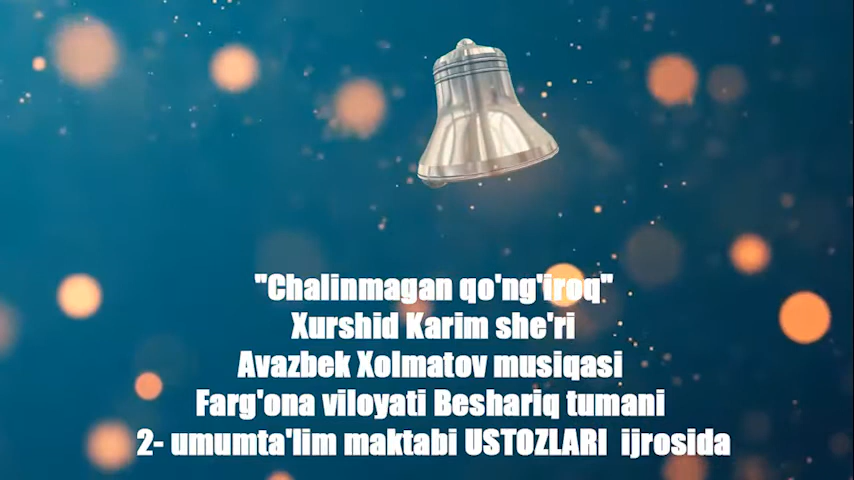 "Chalinmagan qo'ng'iroq"
Xurshid Karim she'ri
Avazbek Xolmatov musiqasi
Farg'ona viloyati Beshariq tumani
2- umumta'lim maktabi USTOZLARI ijrosida